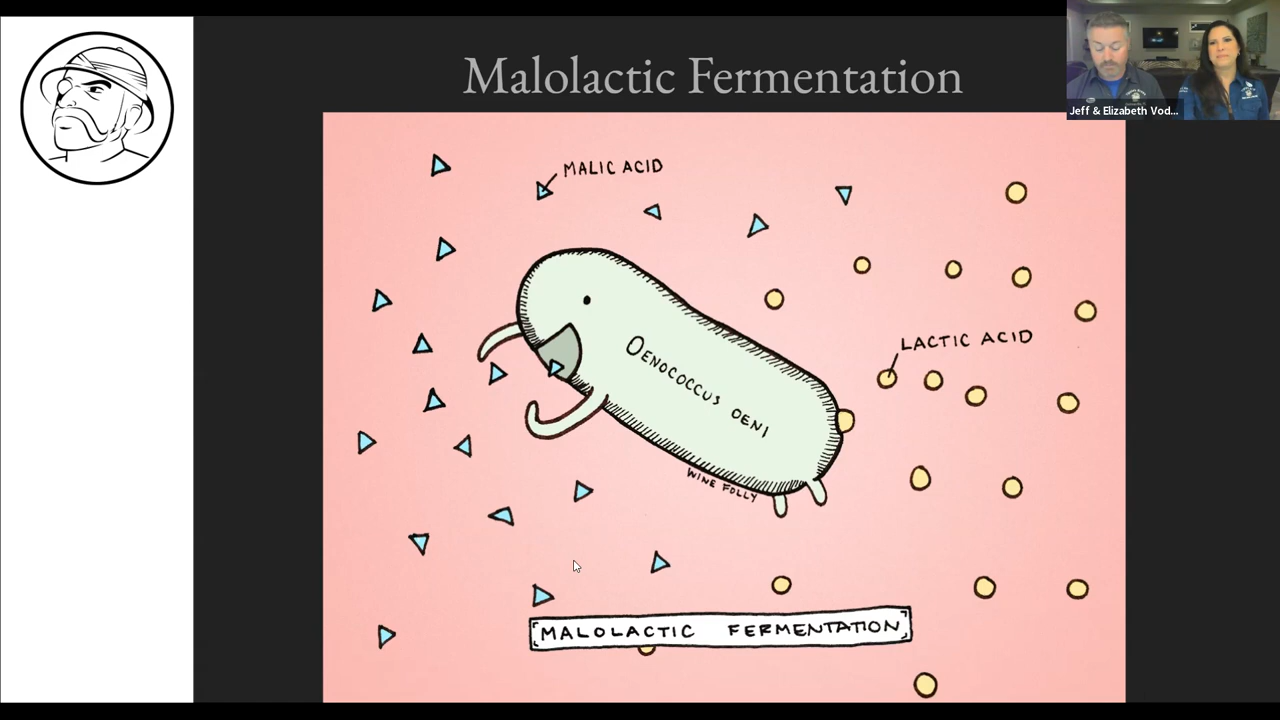 Malolactic Fermentation
Jeff & Elizabeth Vod...
MALIC ACID
LACTIC ACID
OENOCOCCUS OENI
WINE FOLLY
MALOLACTIC FERMENTATION